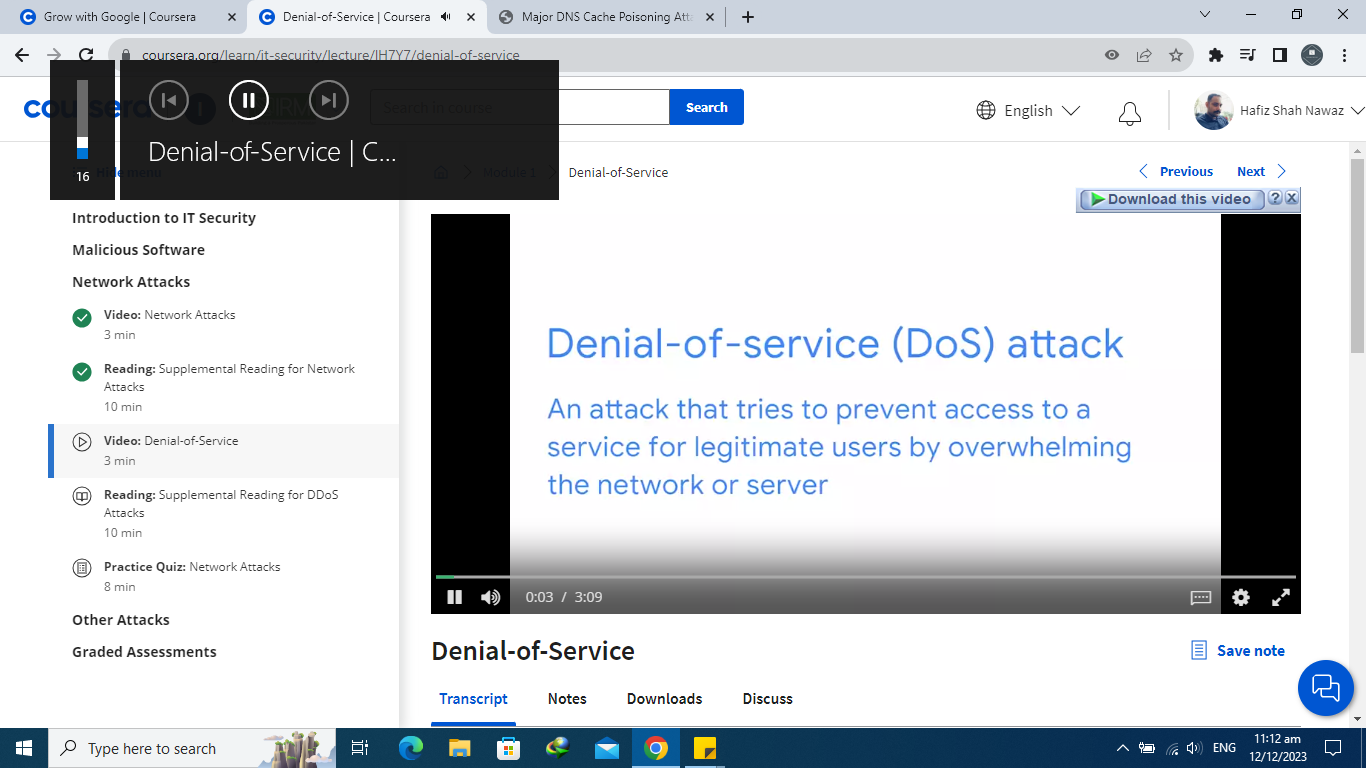 Grow with Google | Coursera
Denial-of-Service | Coursera
Major DNS Cache Poisoning Att
coursera.org/learn/it-security/lecture/JH7Y7/denial-of-service
16
Denial-of-Service | C...
coursera
Search in course
Search
English
Hafiz Shah Nawaz
Hide menu
Module 1
Denial-of-Service
Previous
Next
Download this video
Introduction to IT Security
Malicious Software
Network Attacks
Video: Network Attacks
3 min
Reading: Supplemental Reading for Network
Attacks
10 min
Video: Denial-of-Service
3 min
Reading: Supplemental Reading for DDoS
Attacks
10 min
Practice Quiz: Network Attacks
8 min
Other Attacks
Graded Assessments
Denial-of-service (DoS) attack
An attack that tries to prevent access to a
service for legitimate users by overwhelming
the network or server
0:03 / 3:09
Denial-of-Service
Save note
Transcript
Notes
Downloads
Discuss
Type here to search
ENG
11:12 am
12/12/2023